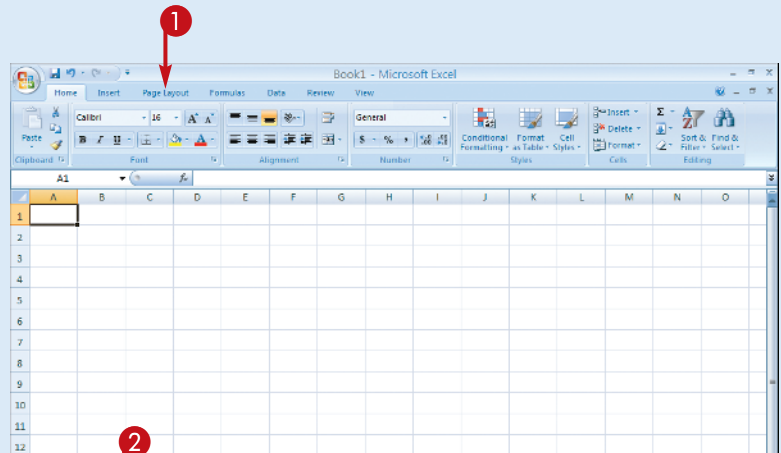 1
Book1 - Microsoft Excel
Home Insert Page Layout Formulas Data Review View
Calibri 16 A A General Insert Σ
Paste B I U A $ % , Conditional Format Cell Delete Sort & Find &
Formatting as Table Styles Format Filter Select
Clipboard Font Alignment Number Styles Cells Editing
A1 fx
A B C D E F G H I J K L M N O
1
2
3
4
5
6
7
8
9
10
11
12
2